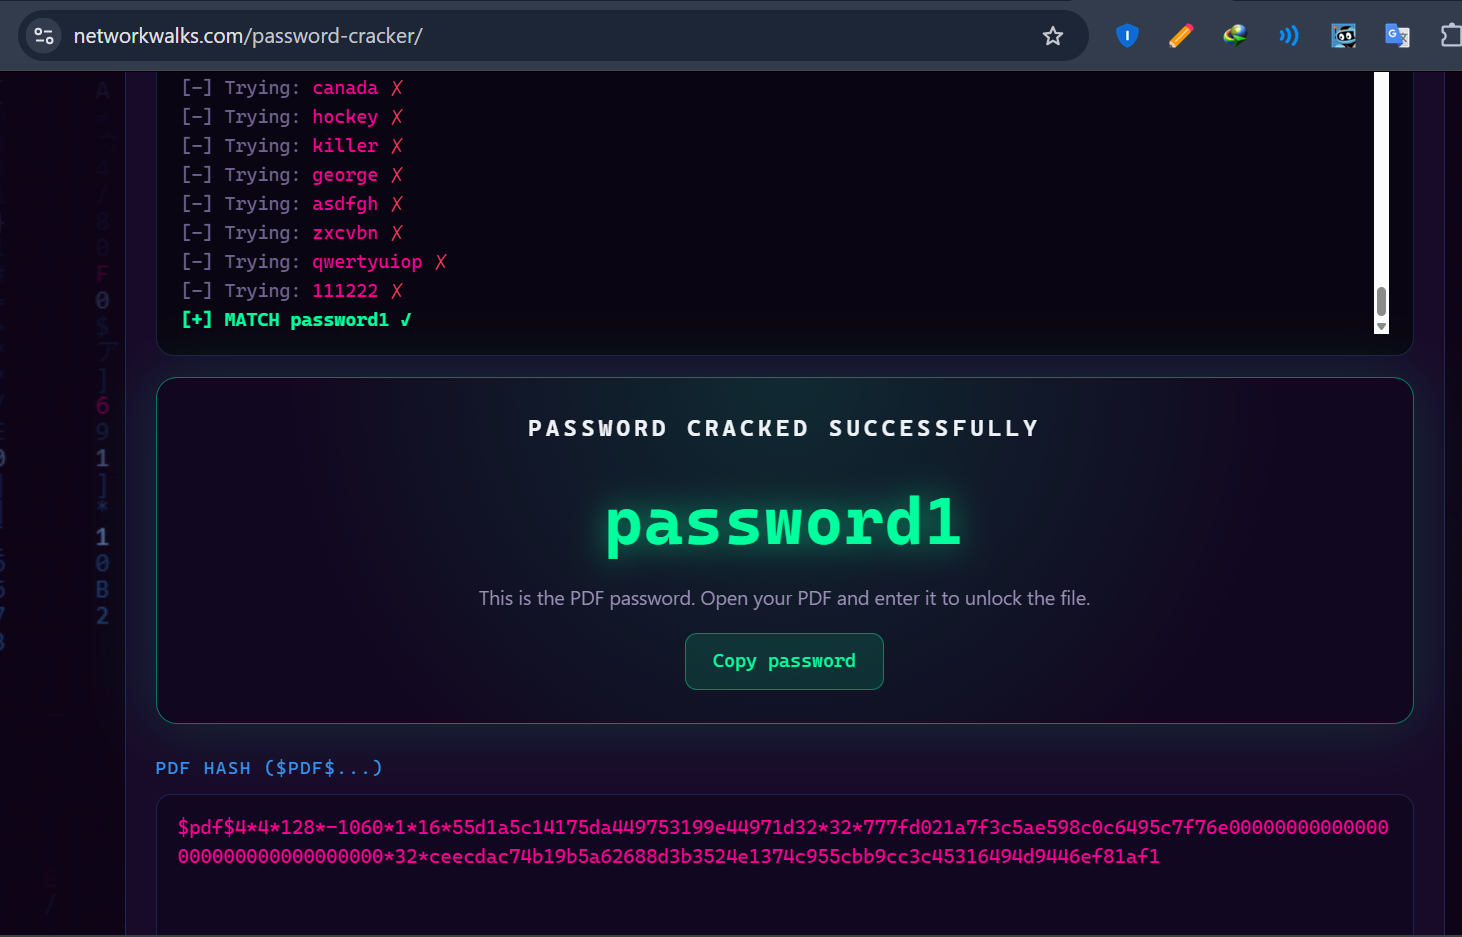 networkwalks.com/password-cracker/
[-] Trying: canada ✗
[-] Trying: hockey ✗
[-] Trying: killer ✗
[-] Trying: george ✗
[-] Trying: asdfgh ✗
[-] Trying: zxcvbn ✗
[-] Trying: qwertyuiop ✗
[-] Trying: 111222 ✗
[+] MATCH password1 ✓
PASSWORD CRACKED SUCCESSFULLY
password1
This is the PDF password. Open your PDF and enter it to unlock the file.
Copy password
PDF HASH ($PDF$...)
$pdf$4*4*128*-1060*1*16*55d1a5c14175da449753199e44971d32*32*777fd021a7f3c5ae598c0c6495c7f76e00000000000000
000000000000000000*32*ceecdac74b19b5a62688d3b3524e1374c955cbb9cc3c45316494d9446ef81af1